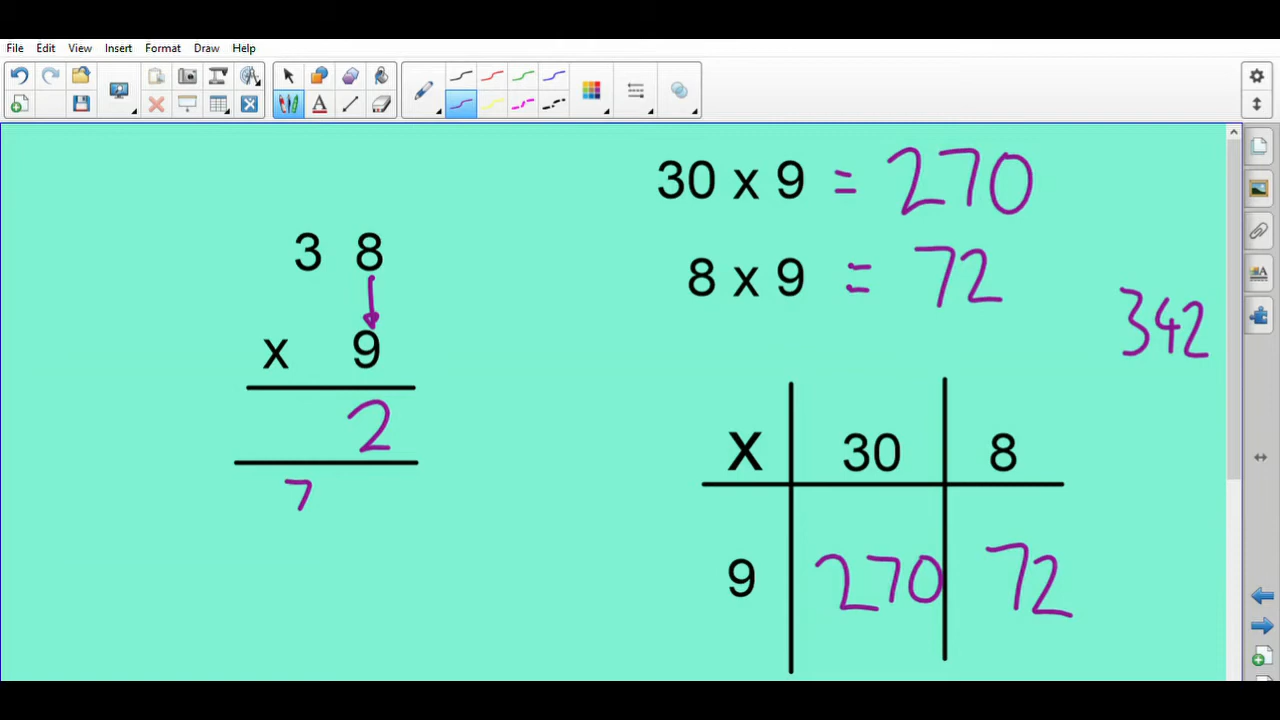 File Edit View Insert Format Draw Help
30 x 9 = 270
8 x 9 = 72
342
3 8
x 9
2
7
X 30 8
9 270 72